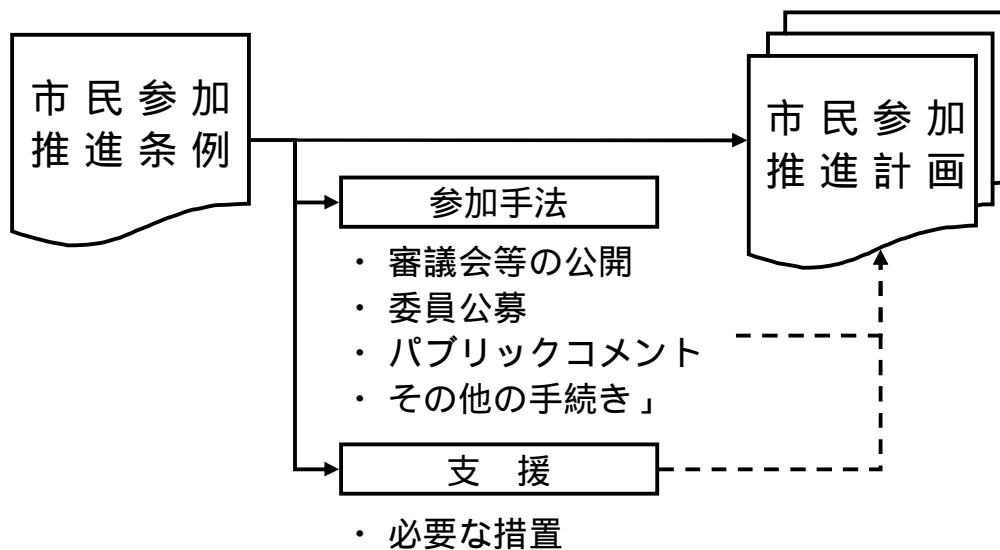 市民参加
推進条例
市民参加
推進計画
参加手法
・ 審議会等の公開
・ 委員公募
・ パブリックコメント
・ その他の手続き」
支 援
・ 必要な措置